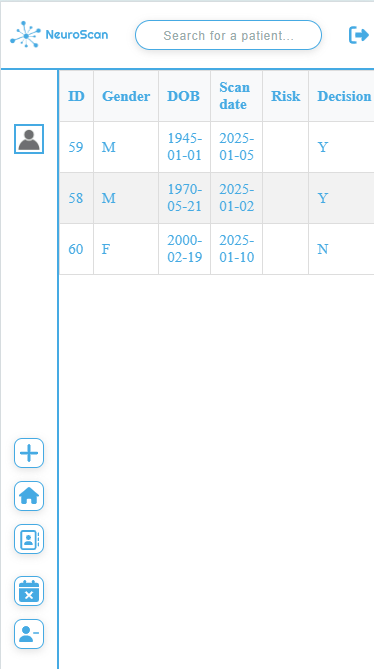 NeuroScan
Search for a patient...
ID Gender DOB Scan date Risk Decision
59 M 1945-01-01 2025-01-05 Y
58 M 1970-05-21 2025-01-02 Y
60 F 2000-02-19 2025-01-10 N